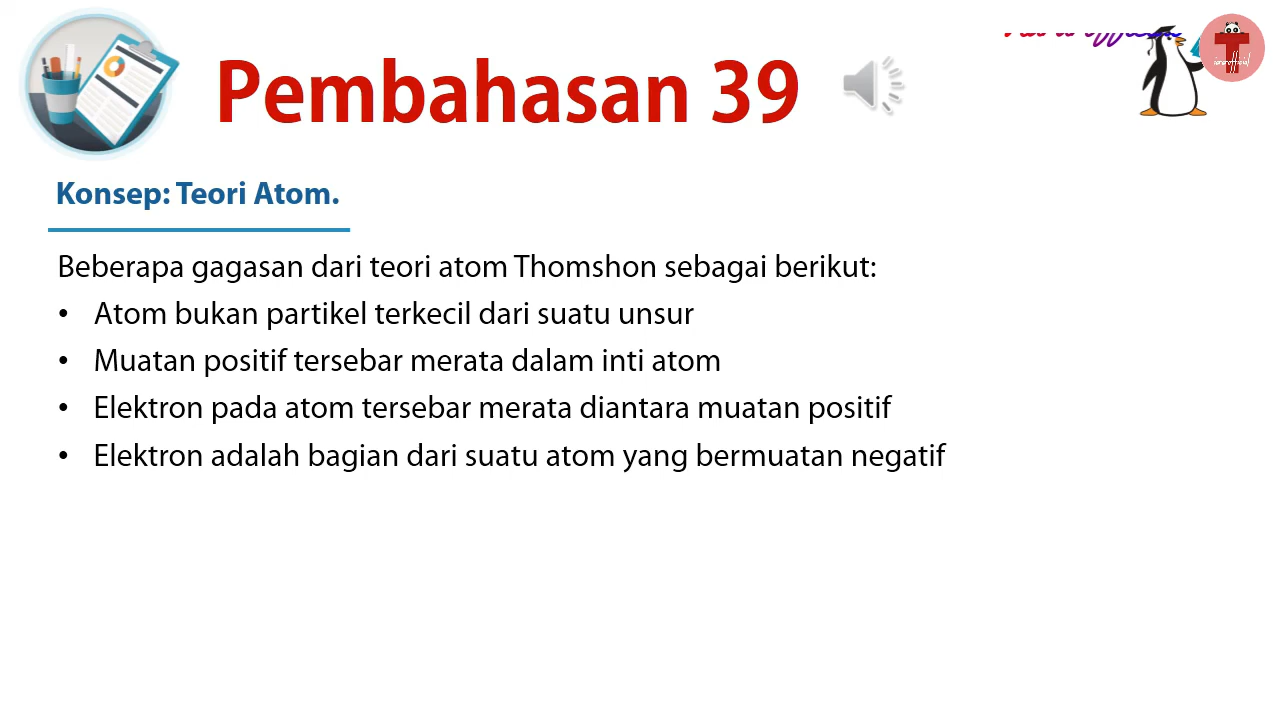 Pembahasan 39
Konsep: Teori Atom.
Beberapa gagasan dari teori atom Thomshon sebagai berikut:
• Atom bukan partikel terkecil dari suatu unsur
• Muatan positif tersebar merata dalam inti atom
• Elektron pada atom tersebar merata diantara muatan positif
• Elektron adalah bagian dari suatu atom yang bermuatan negatif